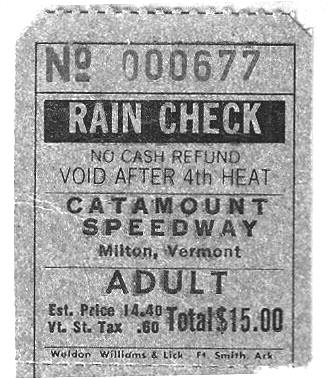 No 000677
RAIN CHECK
NO CASH REFUND
VOID AFTER 4th HEAT
CATAMOUNT
SPEEDWAY
Milton, Vermont
ADULT
Est. Price 14.40
Vt. St. Tax .60 Total $15.00
Weldon Williams & Lick Ft. Smith, Ark